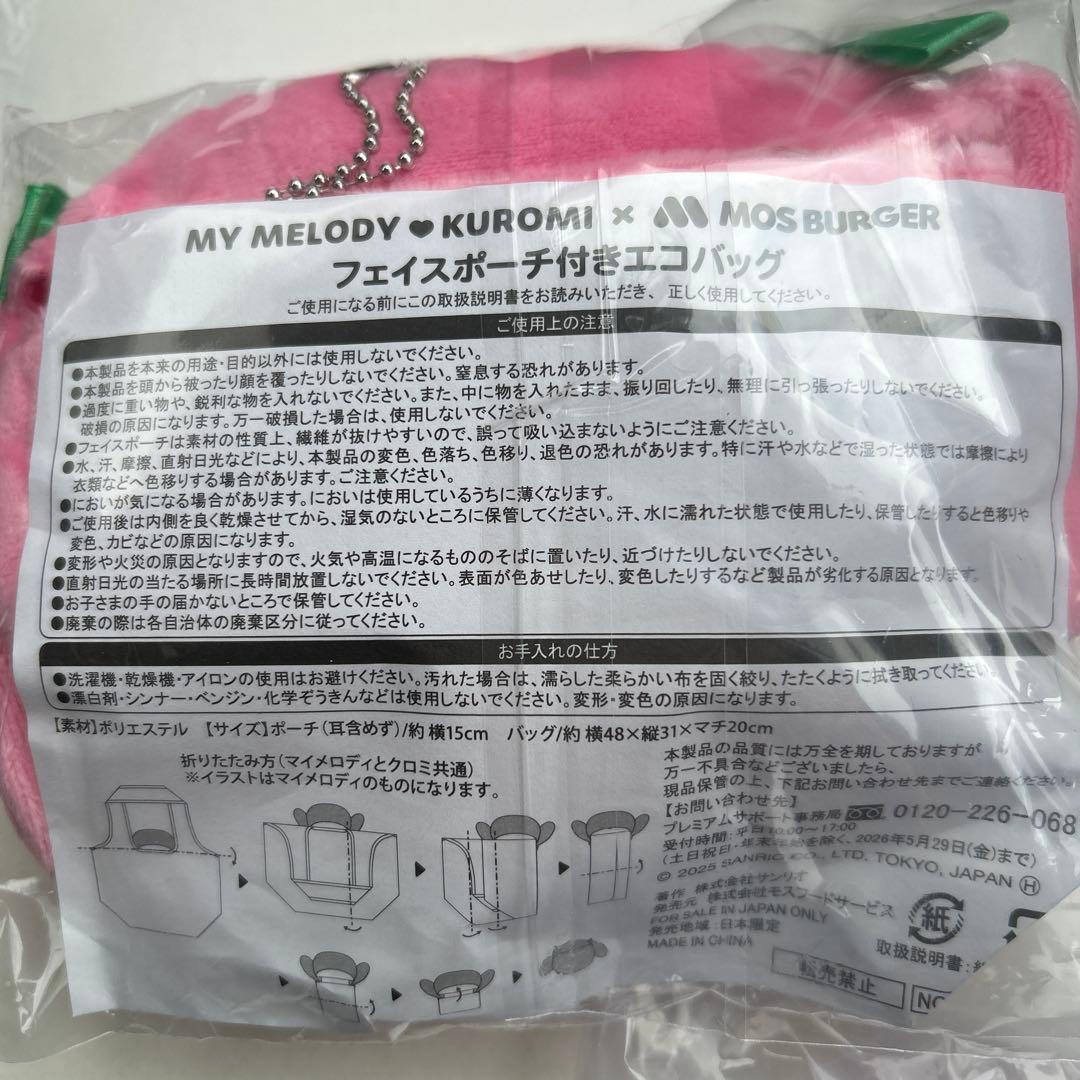 MY MELODY♥KUROMI × MOS BURGER
フェイスポーチ付きエコバッグ
ご使用になる前にこの取扱説明書をお読みいただき、正しく使用してください。
ご使用上の注意
●本製品を本来の用途・目的以外には使用しないでください。
●本製品を頭から被ったり顔を覆ったりしないでください。窒息する恐れがあります。
●過度に重い物や、鋭利な物を入れないでください。また、中に物を入れたまま、振り回したり、無理に引っ張ったりしないでください。
破損の原因になります。万一破損した場合は、使用しないでください。
●フェイスポーチは素材の性質上、繊維が抜けやすいので、誤って吸い込まないようにご注意ください。
●水、汗、摩擦、直射日光などにより、本製品の変色、色落ち、色移り、退色の恐れがあります。特に汗や水などで湿った状態では摩擦により
衣類などへ色移りする場合があります。ご注意ください。
●においが気になる場合があります。においは使用しているうちに薄くなります。
●ご使用後は内側を良く乾燥させてから、湿気のないところに保管してください。汗、水に濡れた状態で使用したり、保管したりすると色移りや
変色、カビなどの原因になります。
●変形や火災の原因となりますので、火気や高温になるもののそばに置いたり、近づけたりしないでください。
●直射日光の当たる場所に長時間放置しないでください。表面が色あせしたり、変色したりするなど製品が劣化する原因となります。
●お子さまの手の届かないところで保管してください。
●廃棄の際は各自治体の廃棄区分に従ってください。
お手入れの仕方
●洗濯機・乾燥機・アイロンの使用はお避けください。汚れた場合は、濡らした柔らかい布を固く絞り、たたくように拭き取ってください。
●漂白剤・シンナー・ベンジン・化学ぞうきんなどは使用しないでください。変形・変色の原因になります。
【素材】ポリエステル 【サイズ】ポーチ(耳含めず)/約 横15cm バッグ/約 横48×縦31×マチ20cm
折りたたみ方(マイメロディとクロミ共通)
※イラストはマイメロディのものになります。
本製品の品質には万全を期しておりますが
万一不具合などございましたら、
現品保管の上、下記お問い合わせ先までご連絡ください。
【お問い合わせ先】
プレミアムサポート事務局 0120-226-068
受付時間:平日10:00〜17:00
(土日祝日・年末年始を除く、2026年5月29日(金)まで)
© 2025 SANRIO CO., LTD. TOKYO, JAPAN Ⓗ
著作 株式会社サンリオ
発売元 株式会社モスフードサービス
FOR SALE IN JAPAN ONLY
発売地域:日本限定
MADE IN CHINA
紙
取扱説明書:
転売禁止